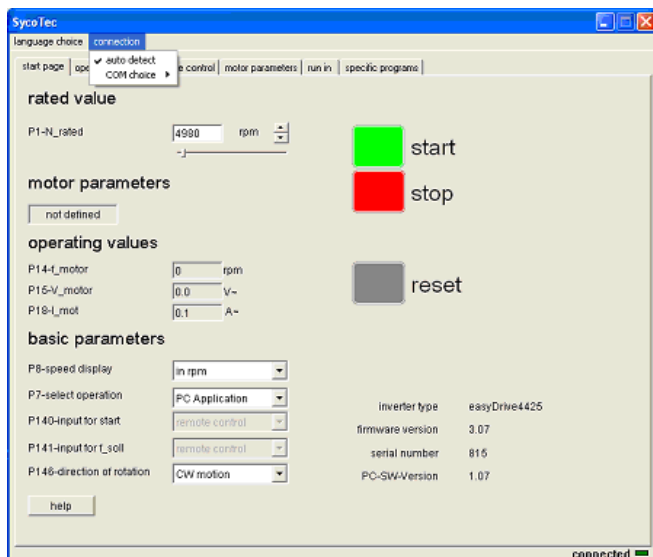 SycoTec
language choice connection
auto detect
COM choice
start page ope e control motor parameters run in specific programs
rated value
P1-N_rated 4980 rpm
start
motor parameters
stop
not defined
operating values
P14-f_motor 0 rpm
P15-V_motor 0.0 V~
reset
P18-I_mot 0.1 A~
basic parameters
P8-speed display in rpm
P7-select operation PC Application
inverter type easyDrive4425
P140-input for start remote control
firmware version 3.07
P141-input for f_soll remote control
serial number 815
P146-direction of rotation CW motion
PC-SW-Version 1.07
help
connected